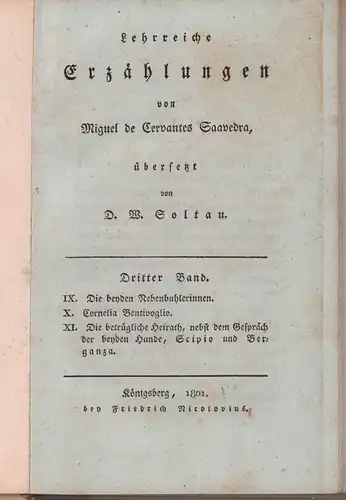 Lehrreiche
Erzählungen
von
Miguel de Cervantes Saavedra,
übersetzt
von
D. W. Soltau.
Dritter Band.
IX. Die beyden Nebenbuhlerinnen.
X. Cornelia Bentivoglio.
XI. Die betrügliche Heirath, nebst dem Gespräch
der beyden Hunde, Scipio und Ber-
ganza.
Königsberg, 1801.
bey Friedrich Nicolovius.